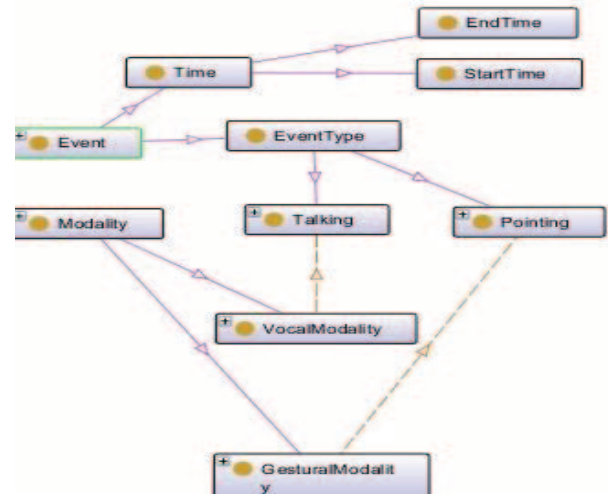 EndTime
Time
StartTime
Event
EventType
Modality
Talking
Pointing
VocalModality
GesturalModalit
y